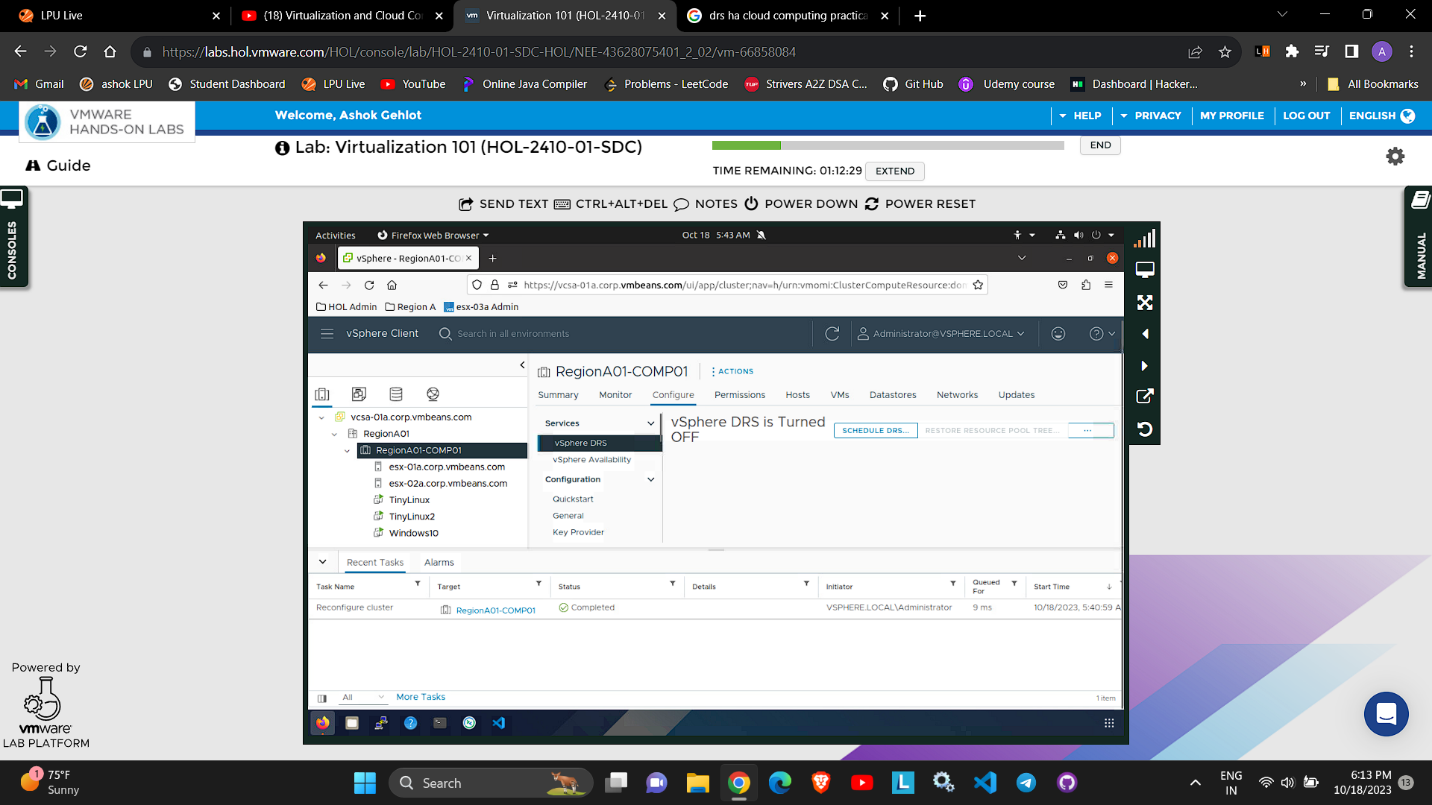 LPU Live
(18) Virtualization and Cloud Co
Virtualization 101 (HOL-2410-01
drs ha cloud computing practica
https://labs.hol.vmware.com/HOL/console/lab/HOL-2410-01-SDC-HOL/NEE-43628075401_2_02/vm-66858084
Gmail
ashok LPU
Student Dashboard
LPU Live
YouTube
Online Java Compiler
Problems - LeetCode
Strivers A2Z DSA C...
Git Hub
Udemy course
Dashboard | Hacker...
»
All Bookmarks
VMWARE
HANDS-ON LABS
Welcome, Ashok Gehlot
HELP
PRIVACY
MY PROFILE
LOG OUT
ENGLISH
Guide
Lab: Virtualization 101 (HOL-2410-01-SDC)
END
TIME REMAINING: 01:12:29
EXTEND
CONSOLES
SEND TEXT
CTRL+ALT+DEL
NOTES
POWER DOWN
POWER RESET
MANUAL
Activities
Firefox Web Browser
Oct 18 5:43 AM
vSphere - RegionA01-CO
https://vcsa-01a.corp.vmbeans.com/ui/app/cluster;nav=h/urn:vmomi:ClusterComputeResource:dom
HOL Admin
Region A
esx-03a Admin
vSphere Client
Search in all environments
Administrator@VSPHERE.LOCAL
RegionA01-COMP01
ACTIONS
Summary
Monitor
Configure
Permissions
Hosts
VMs
Datastores
Networks
Updates
vcsa-01a.corp.vmbeans.com
RegionA01
RegionA01-COMP01
esx-01a.corp.vmbeans.com
esx-02a.corp.vmbeans.com
TinyLinux
TinyLinux2
Windows10
Services
vSphere DRS
vSphere Availability
Configuration
Quickstart
General
Key Provider
vSphere DRS is Turned
OFF
SCHEDULE DRS...
RESTORE RESOURCE POOL TREE...
...
Recent Tasks
Alarms
Task Name
Target
Status
Details
Initiator
Queued
For
Start Time
Reconfigure cluster
RegionA01-COMP01
Completed
VSPHERE.LOCAL\Administrator
9 ms
10/18/2023, 5:40:59 A
All
More Tasks
1 item
Powered by
vmware
LAB PLATFORM
1
75°F
Sunny
Search
ENG
IN
6:13 PM
10/18/2023
13